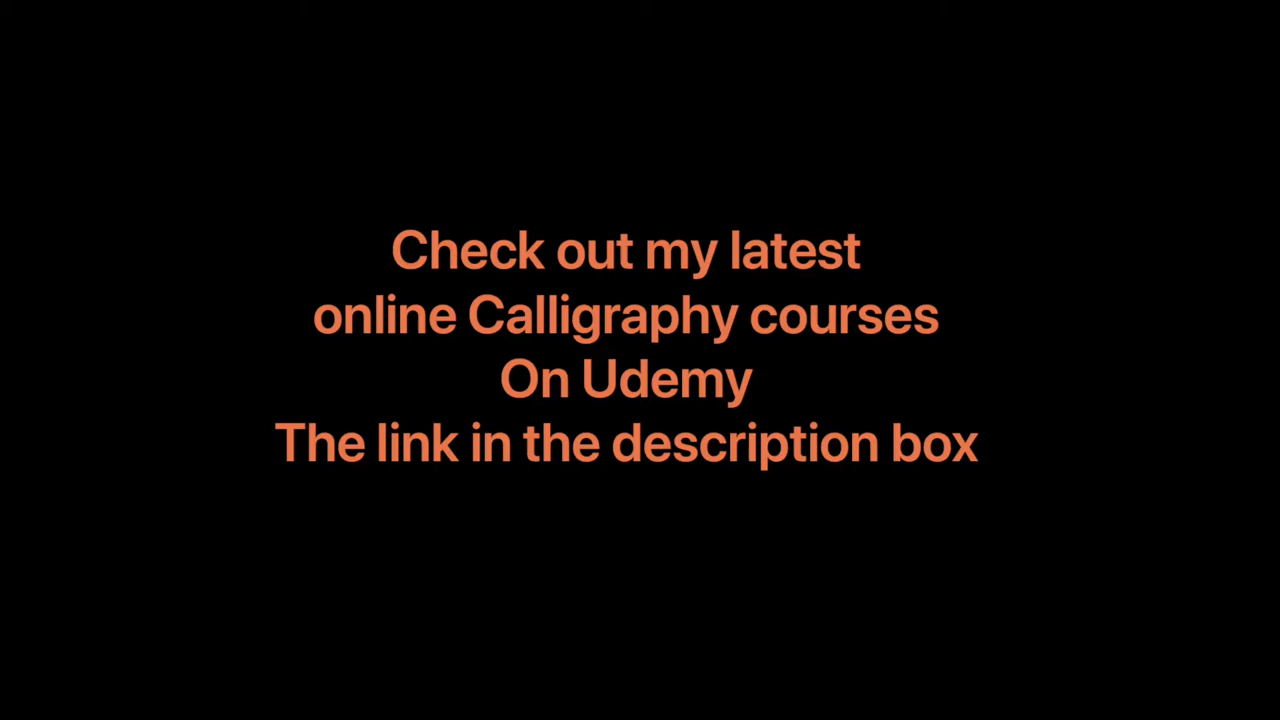 Check out my latest
online Calligraphy courses
On Udemy
The link in the description box